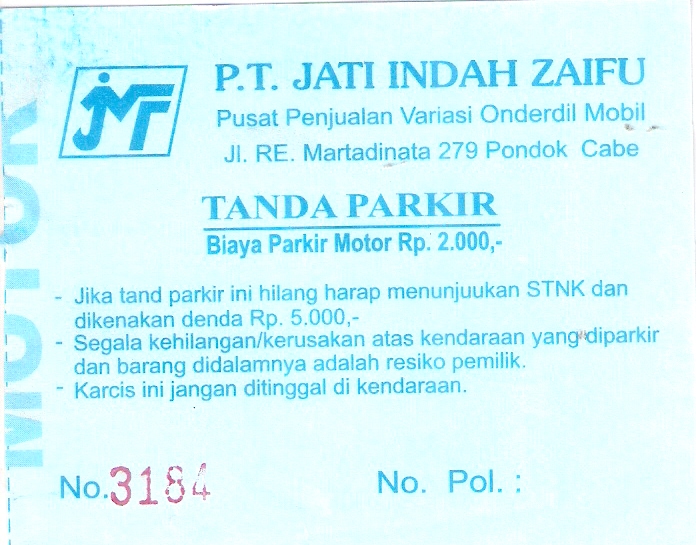 MOTOR
JMF
P.T. JATI INDAH ZAIFU
Pusat Penjualan Variasi Onderdil Mobil
Jl. RE. Martadinata 279 Pondok Cabe
TANDA PARKIR
Biaya Parkir Motor Rp. 2.000,-
- Jika tand parkir ini hilang harap menunjuukan STNK dan
dikenakan denda Rp. 5.000,-
- Segala kehilangan/kerusakan atas kendaraan yang diparkir
dan barang didalamnya adalah resiko pemilik.
- Karcis ini jangan ditinggal di kendaraan.
No. 3184
No. Pol. :